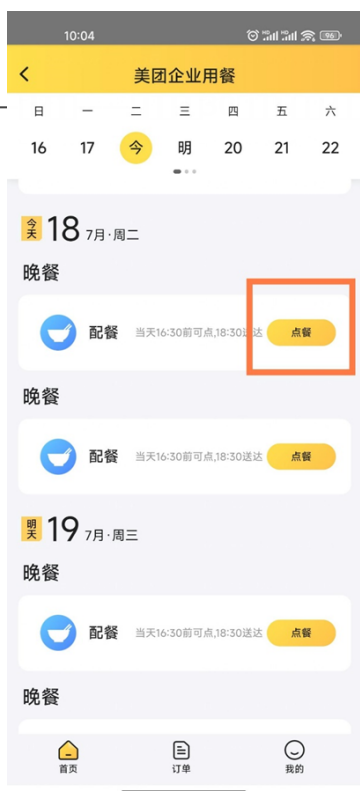 10:04
96
美团企业用餐
日 一 二 三 四 五 六
16 17 今 明 20 21 22
今天 18 7月·周二
晚餐
配餐 当天16:30前可点,18:30送达 点餐
晚餐
配餐 当天16:30前可点,18:30送达 点餐
明天 19 7月·周三
晚餐
配餐 当天16:30前可点,18:30送达 点餐
晚餐
首页 订单 我的